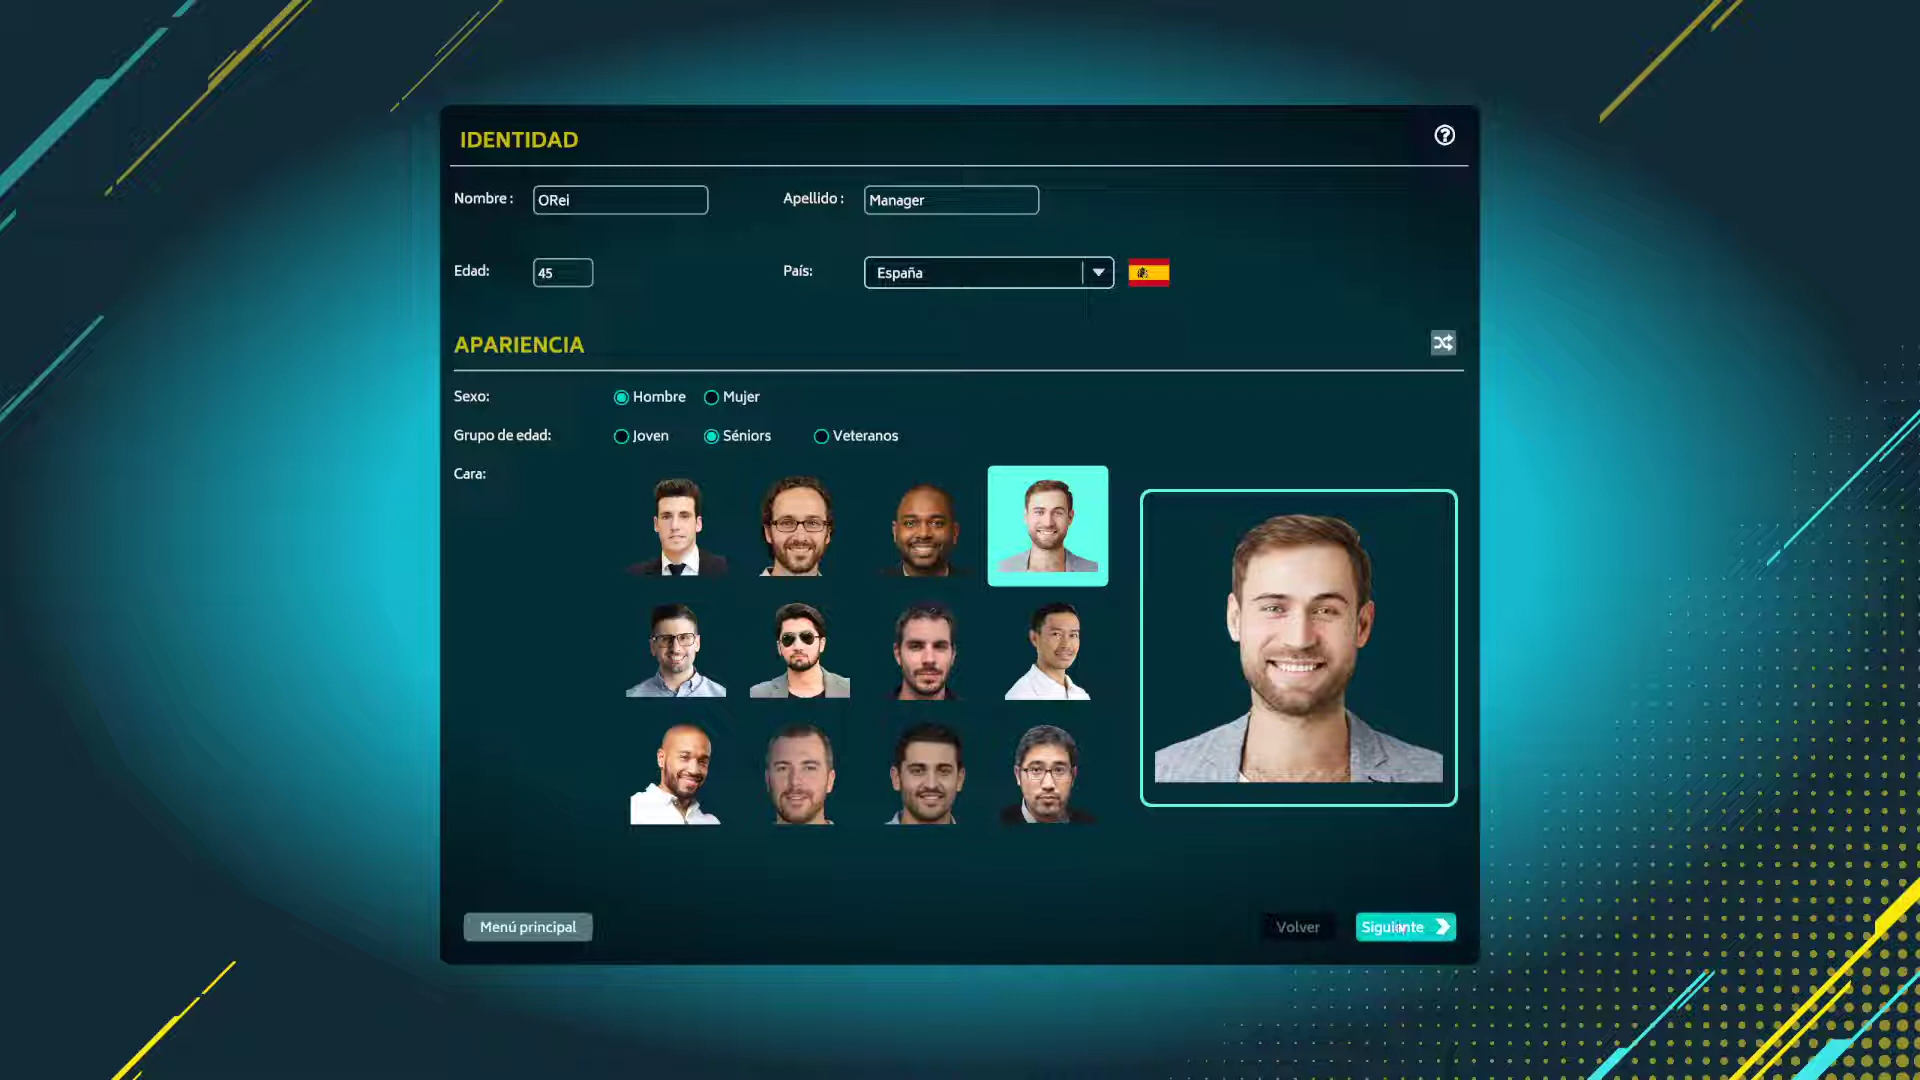 IDENTIDAD
Nombre : ORei Apellido : Manager
Edad: 45 País: España
APARIENCIA
Sexo: Hombre Mujer
Grupo de edad: Joven Séniors Veteranos
Cara:
Menú principal Volver Siguiente